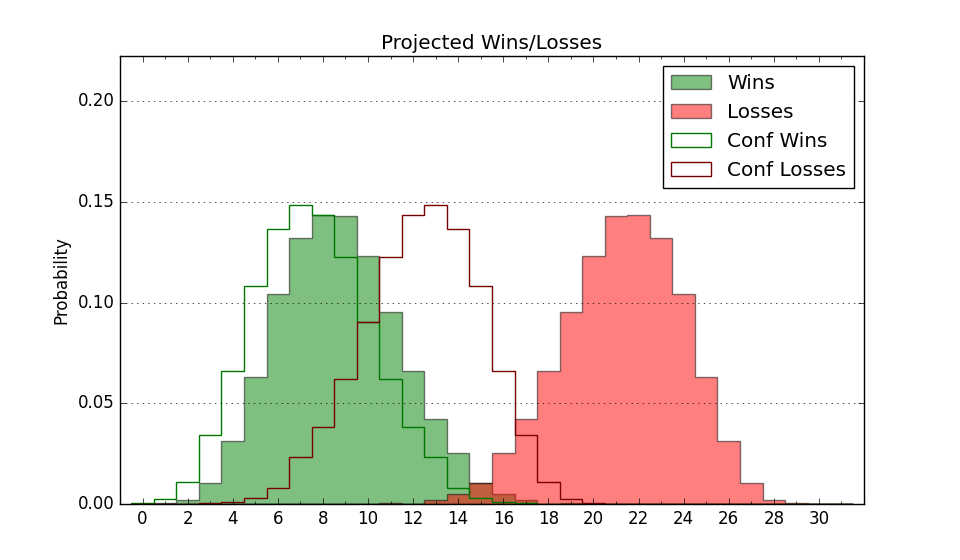 Projected Wins/Losses
Wins
Losses
Conf Wins
Conf Losses
Probability
0.20
0.15
0.10
0.05
0.00
0 2 4 6 8 10 12 14 16 18 20 22 24 26 28 30